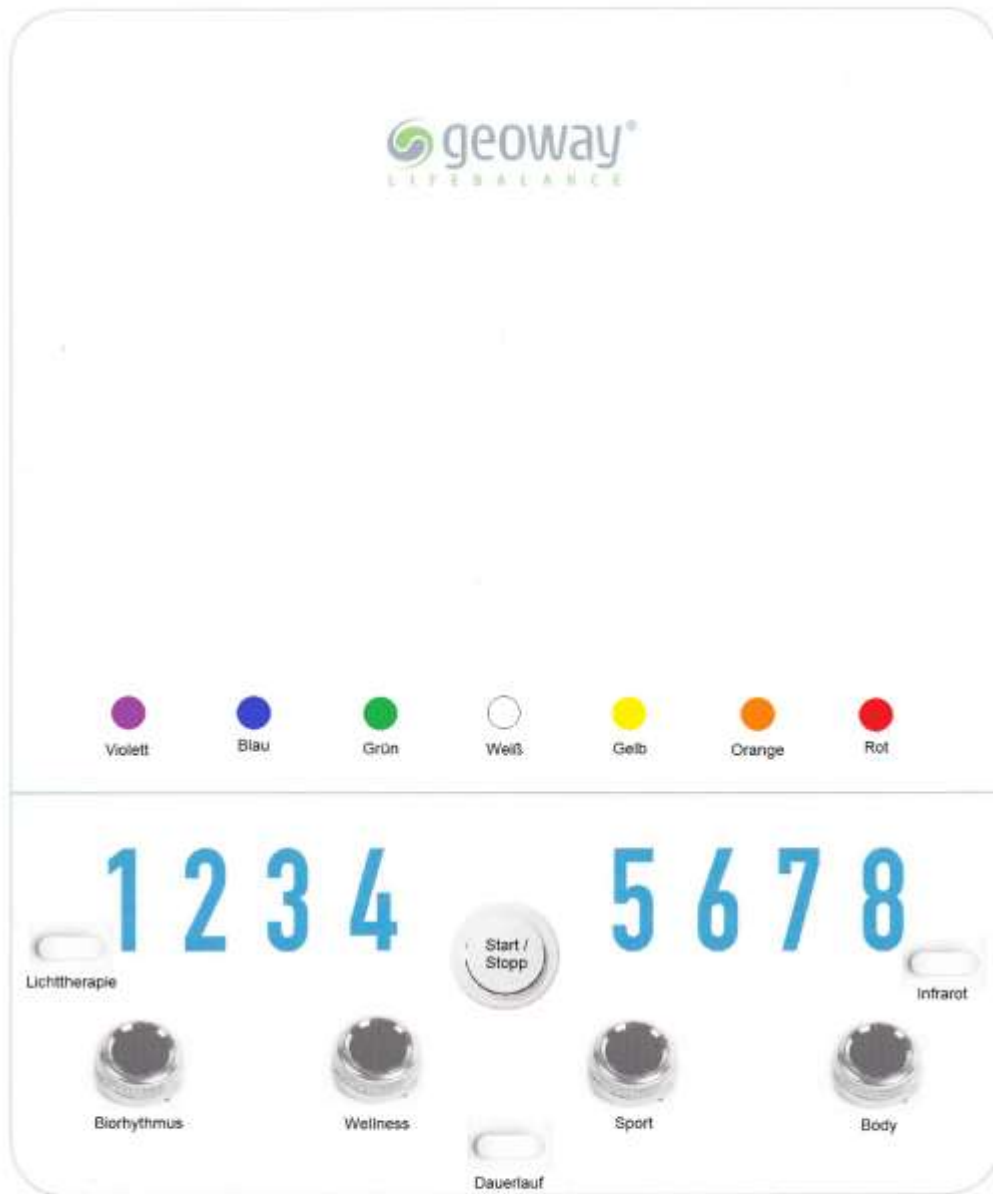 geoway®
LIFEBALANCE
Violett Blau Grün Weiß Gelb Orange Rot
1 2 3 4 5 6 7 8
Start /
Stopp
Lichttherapie Infrarot
Biorhythmus Wellness Sport Body
Dauerlauf